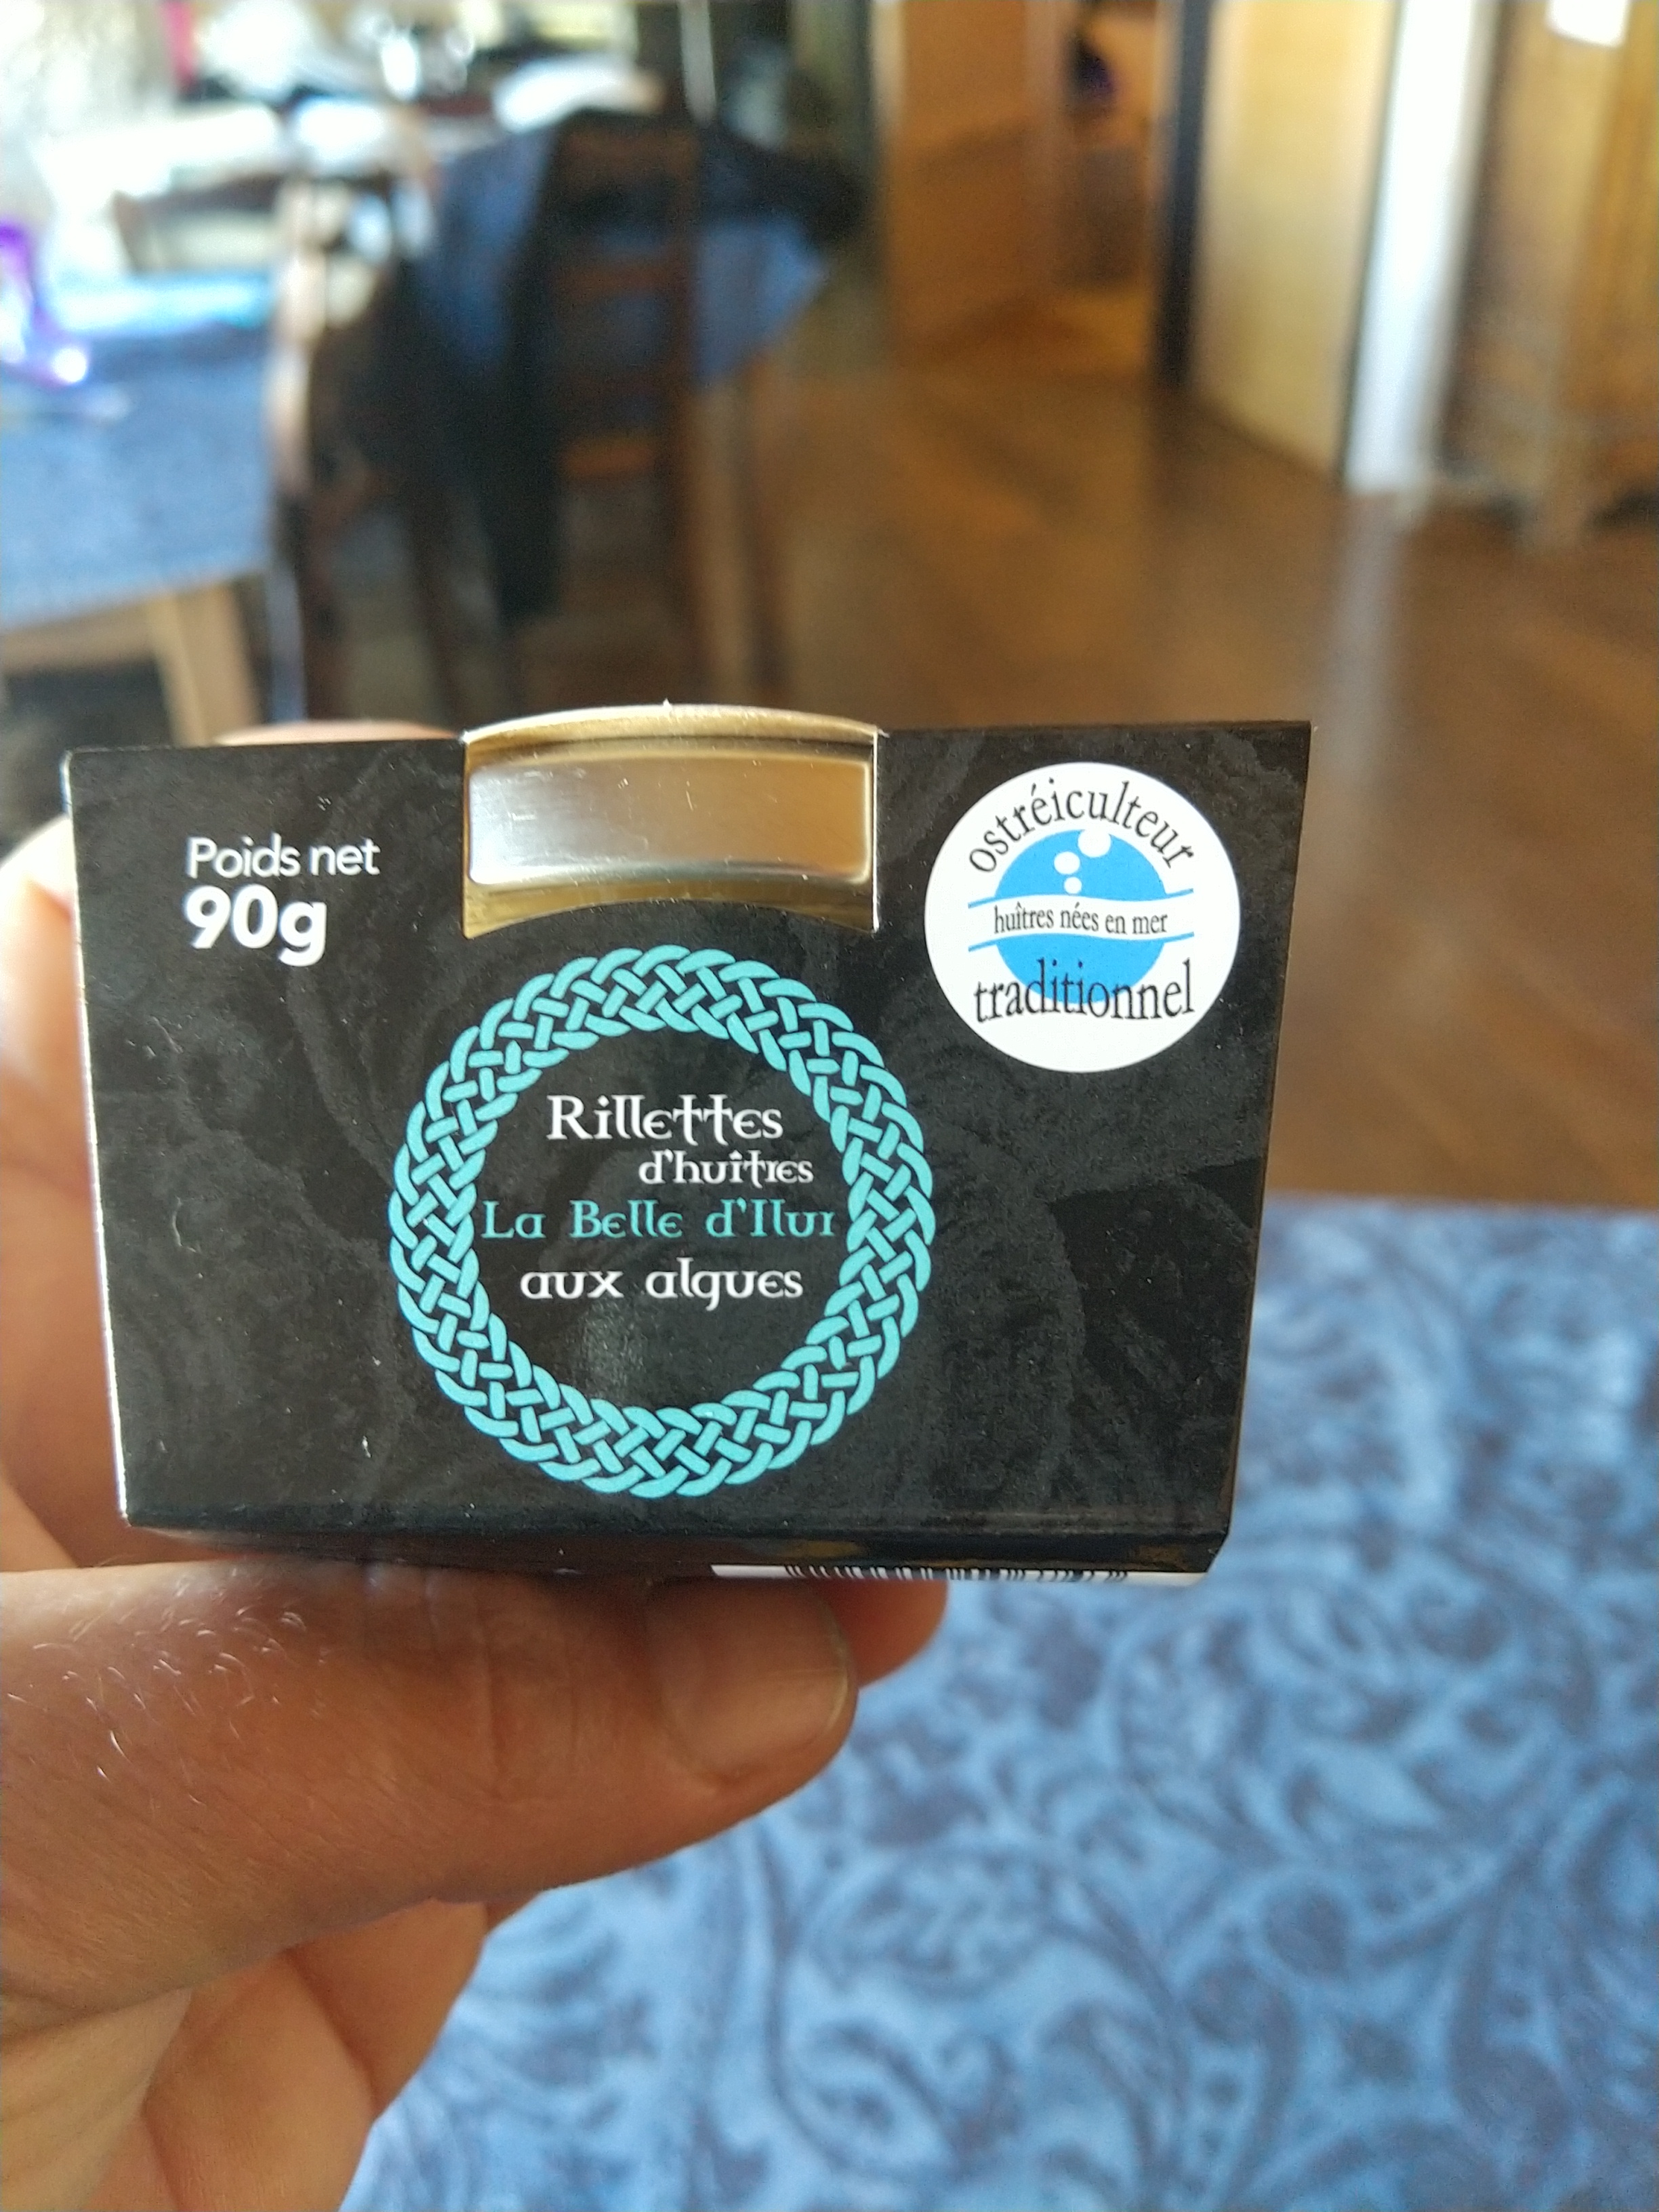 Poids net
90g
ostréiculteur
huîtres nées en mer
traditionnel
Rillettes
d'huîtres
La Belle d'Ilur
aux algues